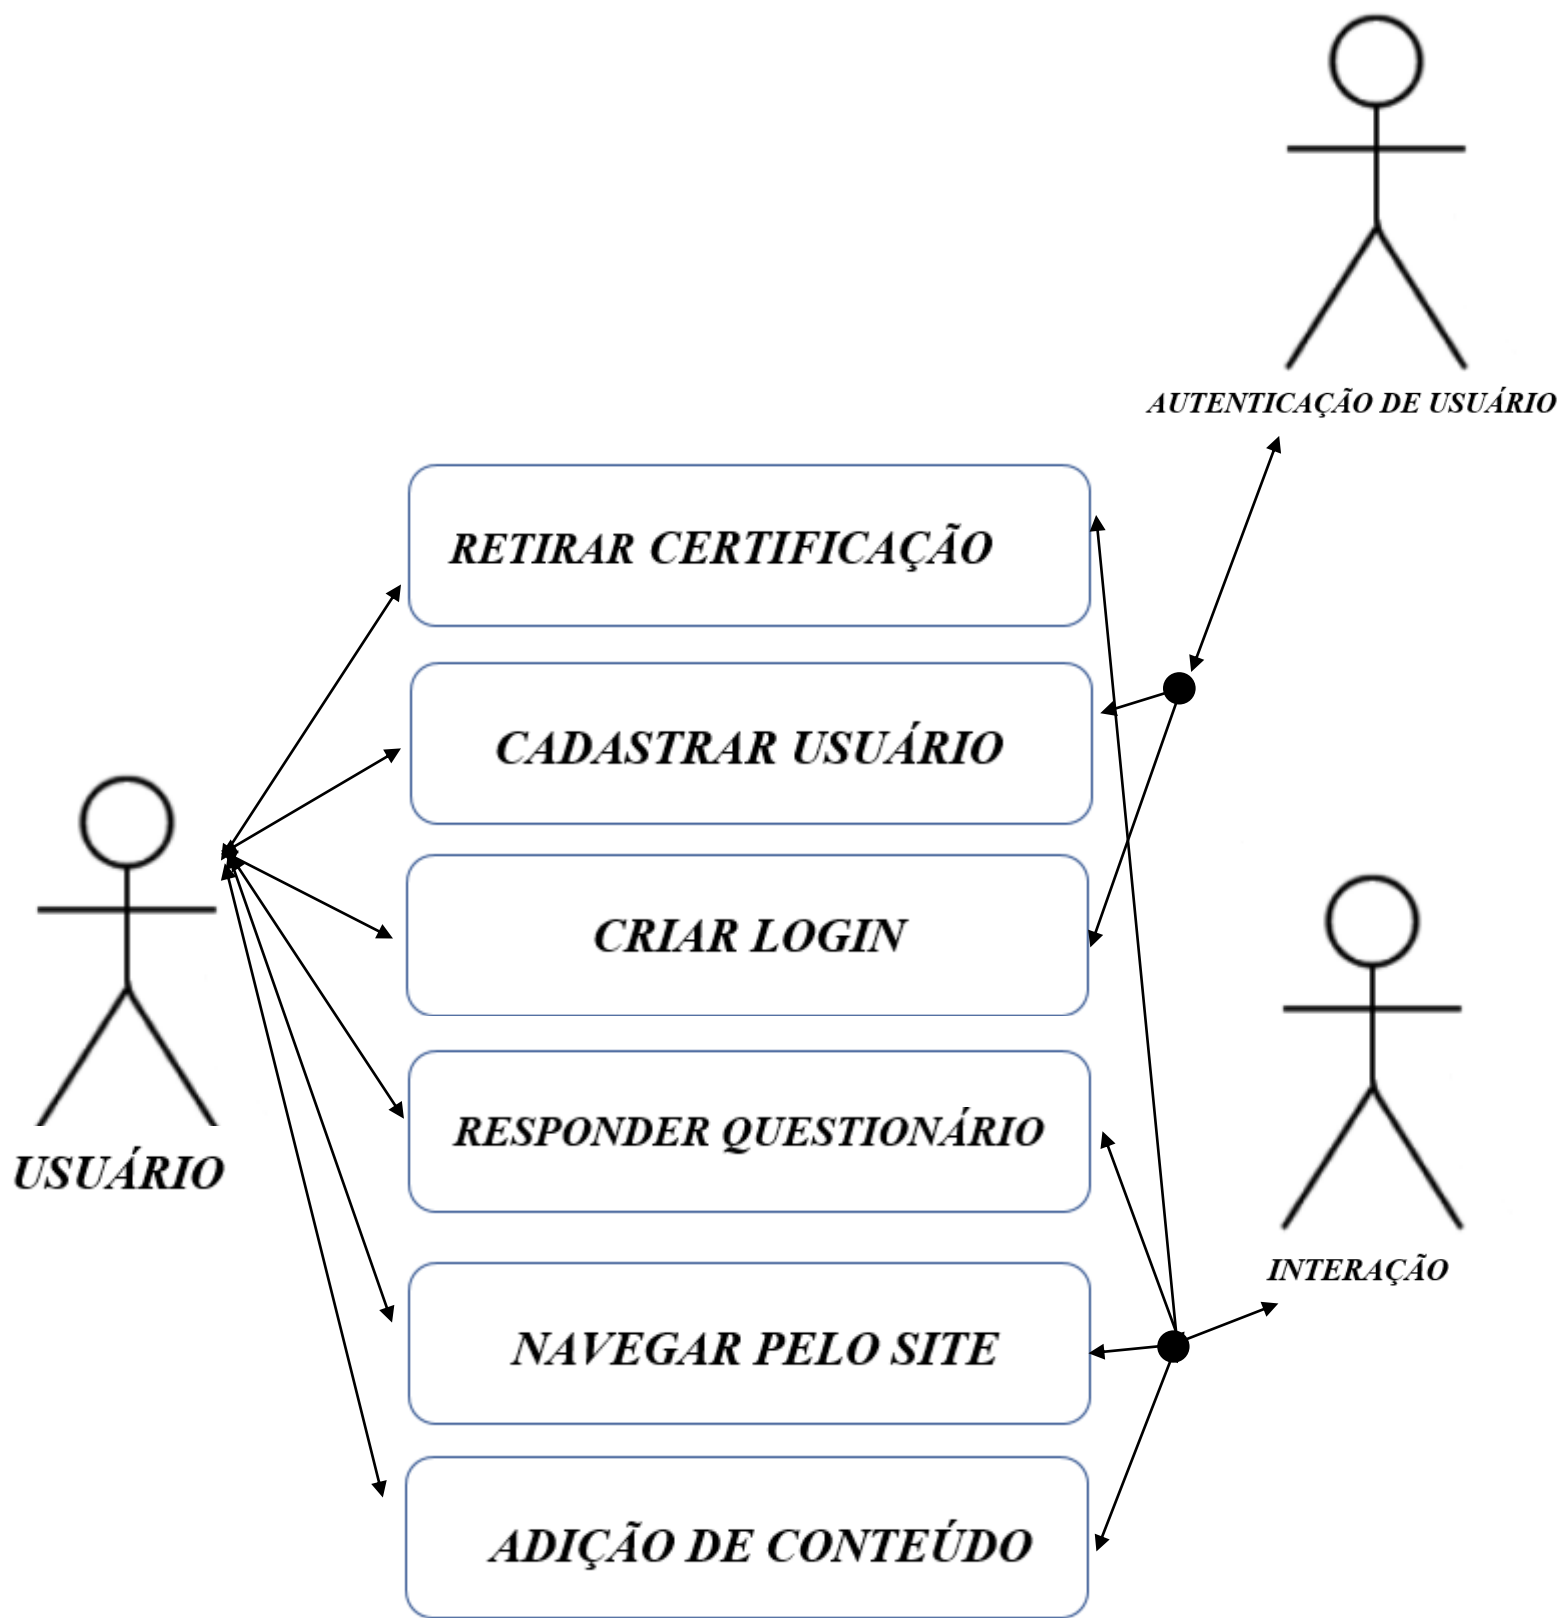 AUTENTICAÇÃO DE USUÁRIO
RETIRAR CERTIFICAÇÃO
CADASTRAR USUÁRIO
CRIAR LOGIN
RESPONDER QUESTIONÁRIO
USUÁRIO
INTERAÇÃO
NAVEGAR PELO SITE
ADIÇÃO DE CONTEÚDO